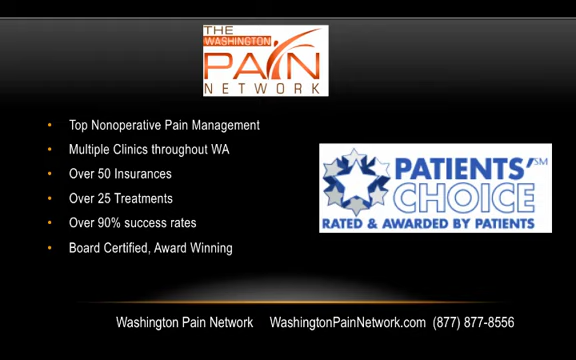 THE
WASHINGTON
PAIN
NETWORK
• Top Nonoperative Pain Management
• Multiple Clinics throughout WA
• Over 50 Insurances
• Over 25 Treatments
• Over 90% success rates
• Board Certified, Award Winning
PATIENTS' SM
CHOICE
RATED & AWARDED BY PATIENTS
Washington Pain Network WashingtonPainNetwork.com (877) 877-8556